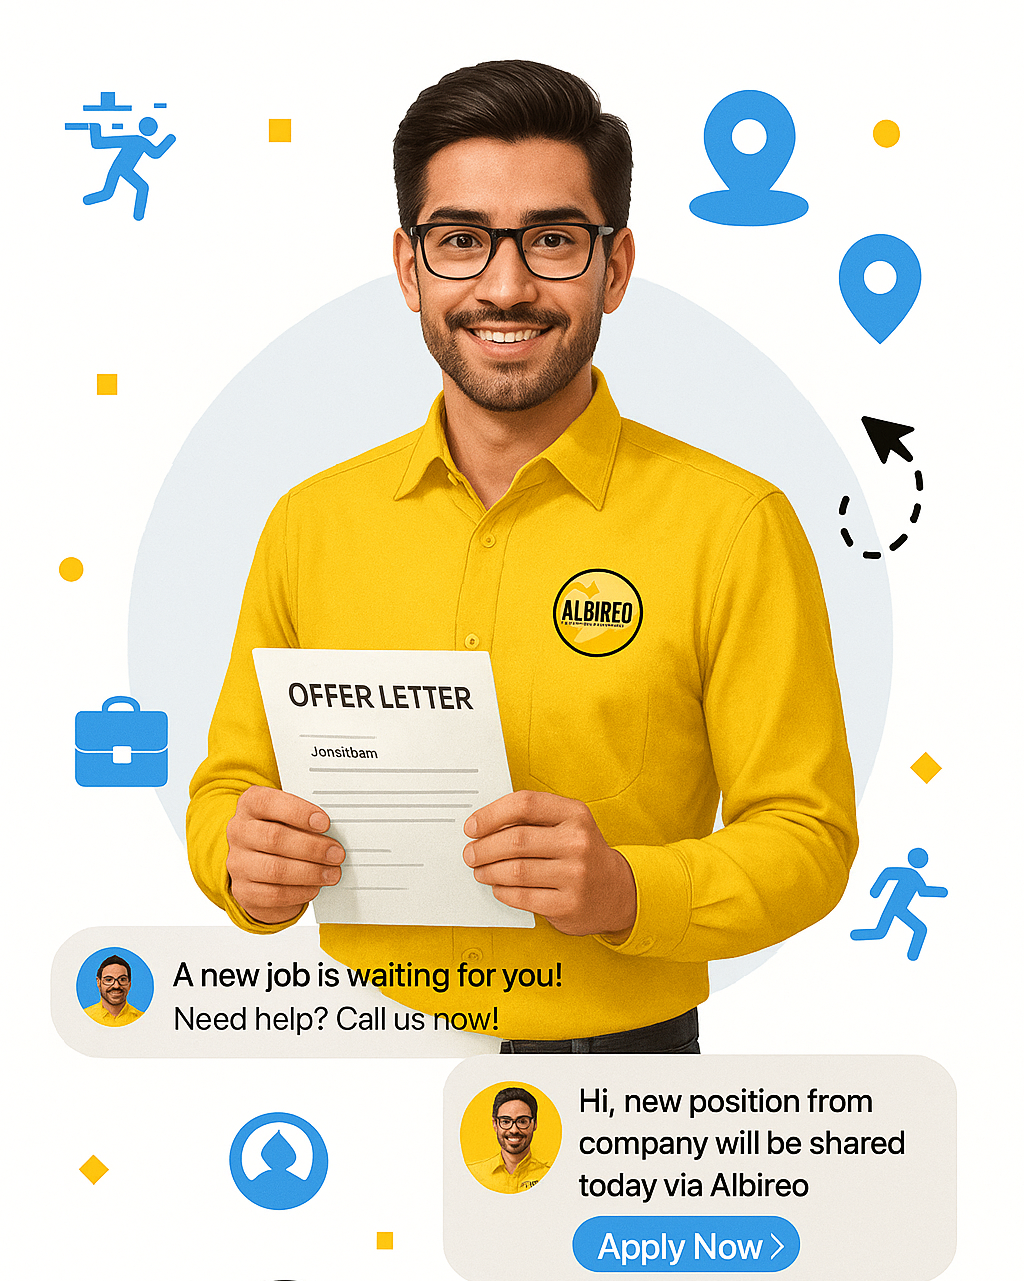 ALBIREO
OFFER LETTER
Jonsitbam
A new job is waiting for you!
Need help? Call us now!
Hi, new position from
company will be shared
today via Albireo
Apply Now